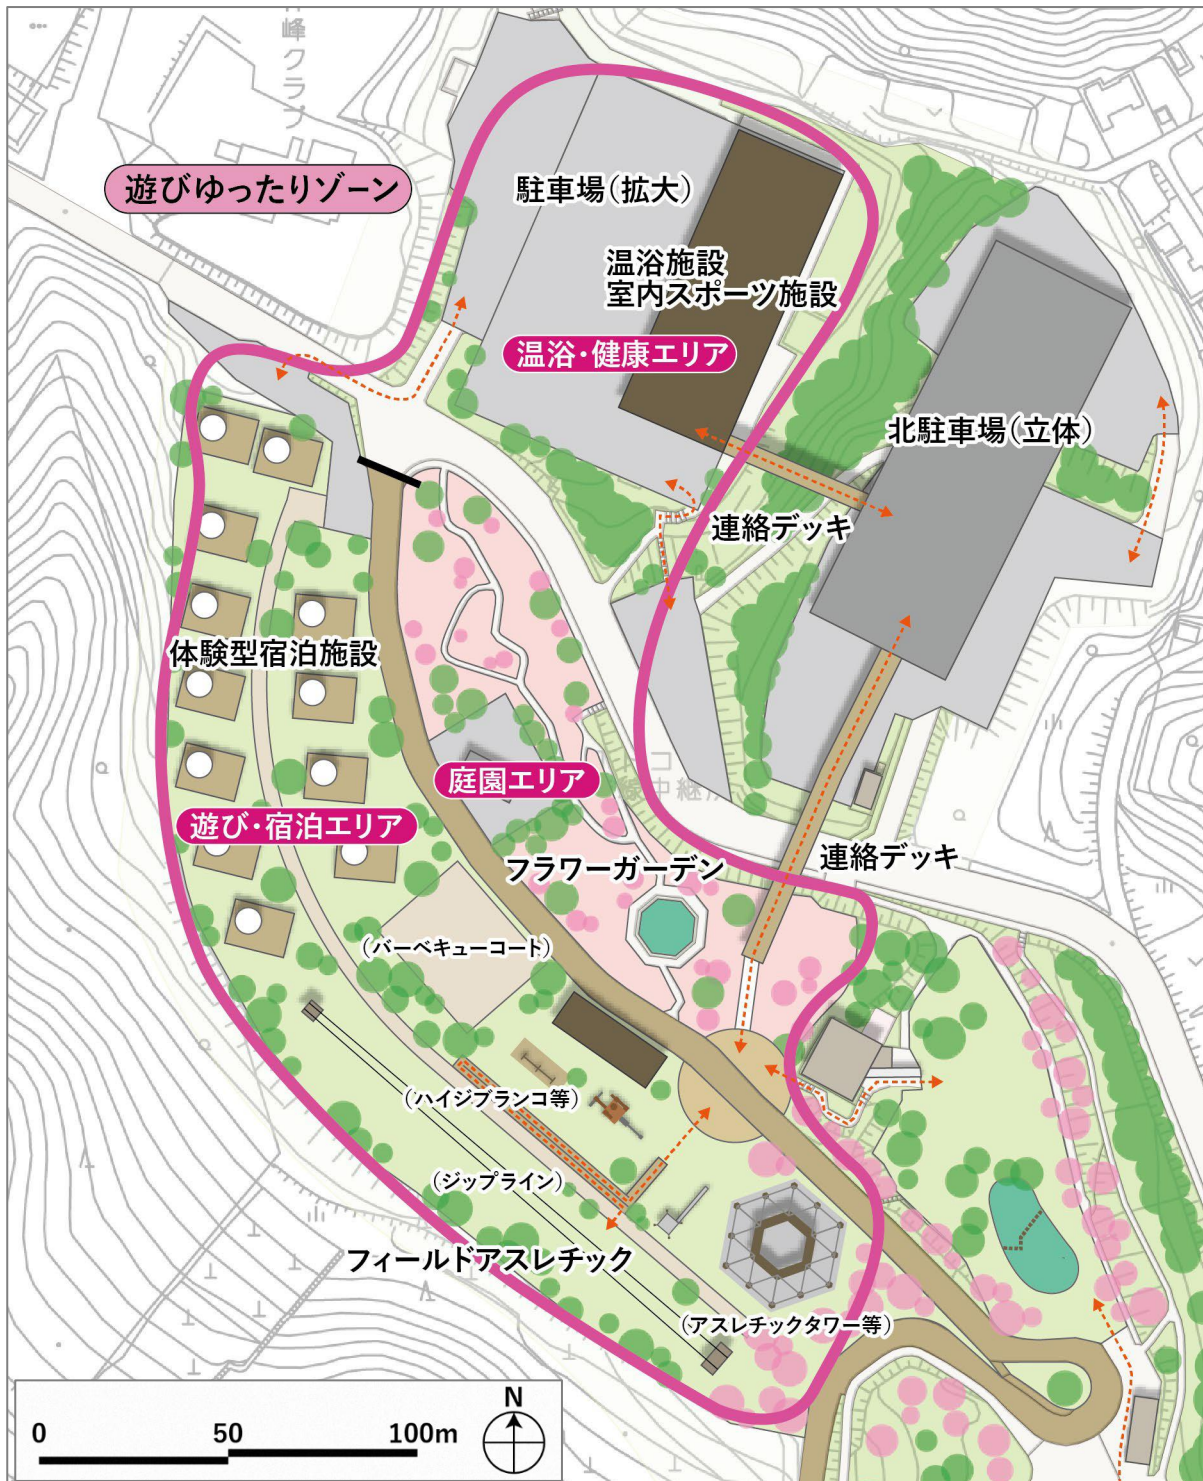 峰クラブ
遊びゆったりゾーン
駐車場(拡大)
温浴施設
室内スポーツ施設
温浴・健康エリア
北駐車場(立体)
連絡デッキ
体験型宿泊施設
庭園エリア
遊び・宿泊エリア
フラワーガーデン
連絡デッキ
(バーベキューコート)
(ハイジブランコ等)
(ジップライン)
フィールドアスレチック
(アスレチックタワー等)
0 50 100m
N